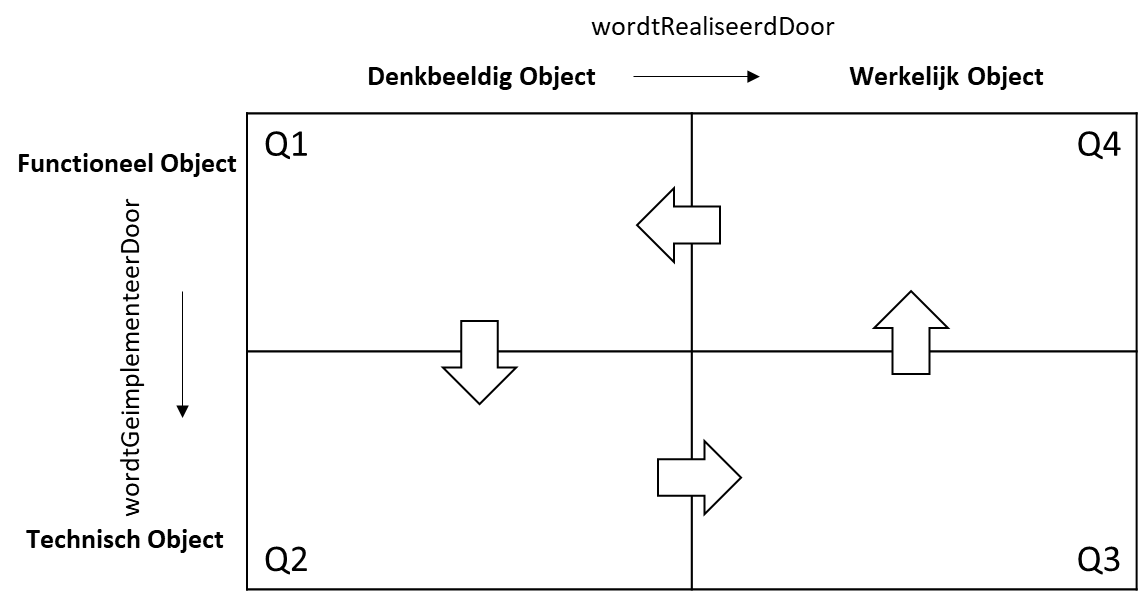 wordtRealiseerdDoor
Denkbeeldig Object
Werkelijk Object
Q1
Q4
Functioneel Object
wordtGeimplementeerDoor
Technisch Object
Q2
Q3